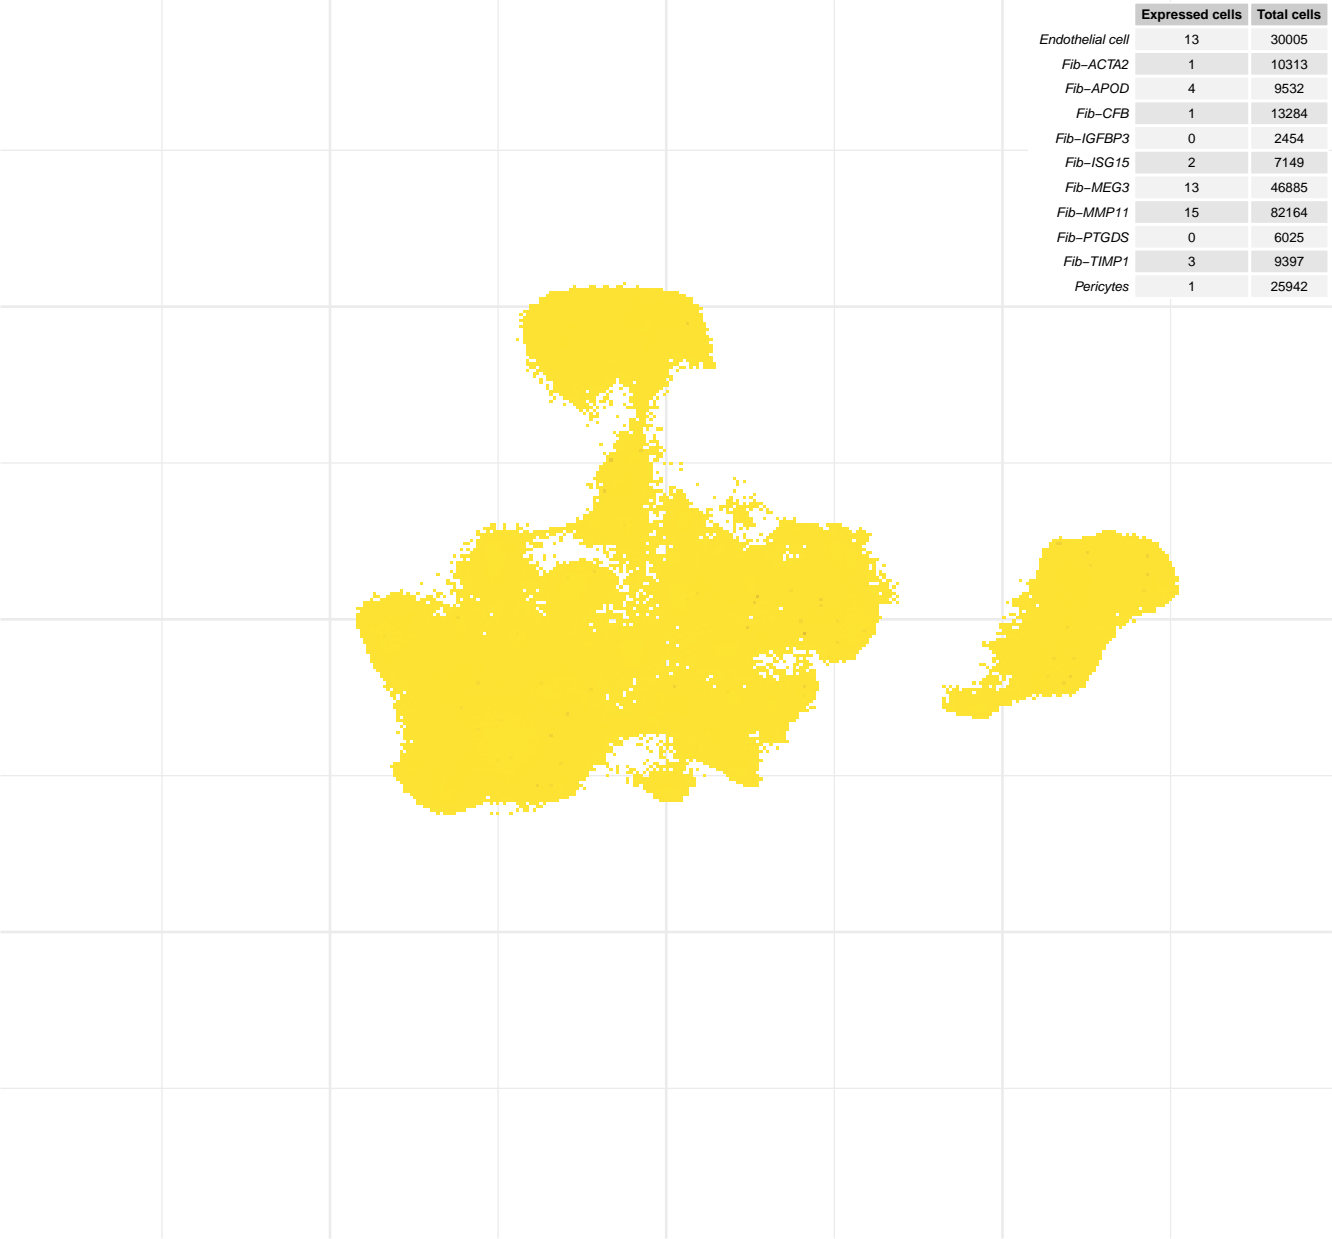 Expressed cells Total cells
Endothelial cell 13 30005
Fib−ACTA2 1 10313
Fib−APOD 4 9532
Fib−CFB 1 13284
Fib−IGFBP3 0 2454
Fib−ISG15 2 7149
Fib−MEG3 13 46885
Fib−MMP11 15 82164
Fib−PTGDS 0 6025
Fib−TIMP1 3 9397
Pericytes 1 25942